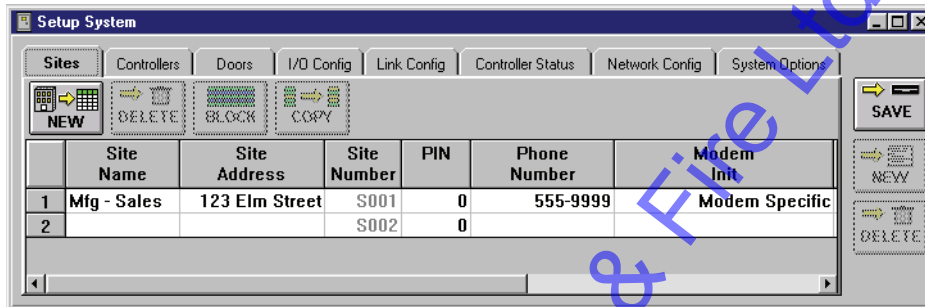 Setup System
Sites Controllers Doors I/O Config Link Config Controller Status Network Config System Options
NEW DELETE BLOCK COPY SAVE
Site Name Site Address Site Number PIN Phone Number Modem Init
NEW
1 Mfg - Sales 123 Elm Street S001 0 555-9999 Modem Specific
2 S002 0
DELETE
& Fire Ltd